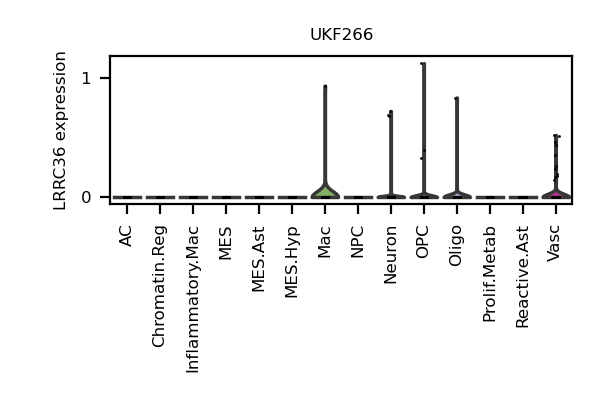 UKF266
LRRC36 expression
1
0
AC
Chromatin.Reg
Inflammatory.Mac
MES
MES.Ast
MES.Hyp
Mac
NPC
Neuron
OPC
Oligo
Prolif.Metab
Reactive.Ast
Vasc